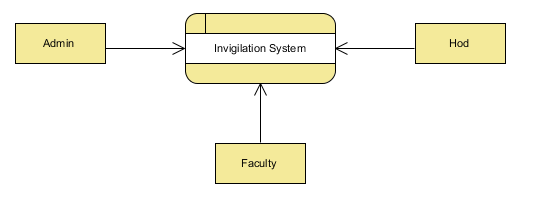 Admin
Invigilation System
Hod
Faculty